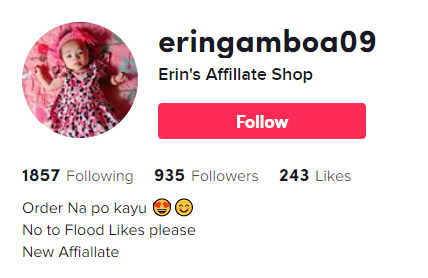 eringamboa09
Erin's Affillate Shop
Follow
1857 Following 935 Followers 243 Likes
Order Na po kayu 😍😊
No to Flood Likes please
New Affiallate